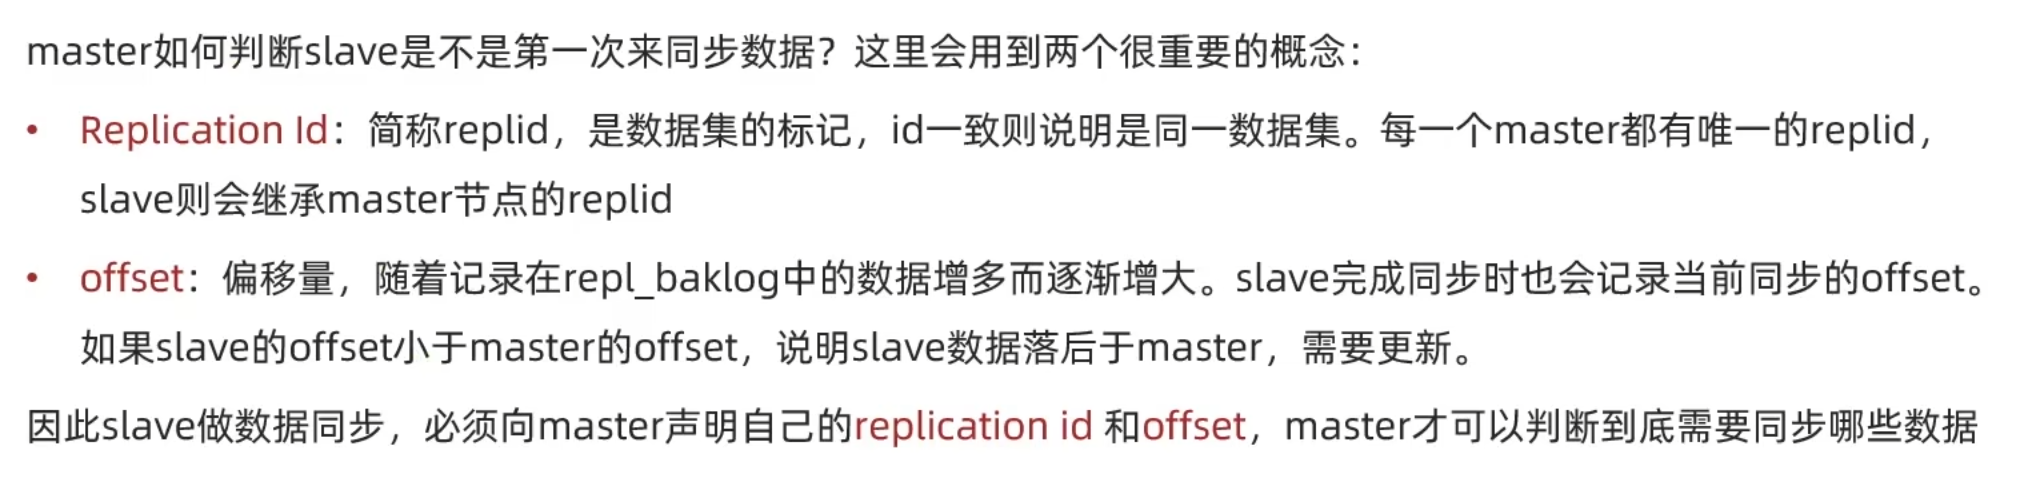 master如何判断slave是不是第一次来同步数据？这里会用到两个很重要的概念：
• Replication Id：简称replid，是数据集的标记，id一致则说明是同一数据集。每一个master都有唯一的replid，
slave则会继承master节点的replid
• offset：偏移量，随着记录在repl_baklog中的数据增多而逐渐增大。slave完成同步时也会记录当前同步的offset。
如果slave的offset小于master的offset，说明slave数据落后于master，需要更新。
因此slave做数据同步，必须向master声明自己的replication id 和offset，master才可以判断到底需要同步哪些数据